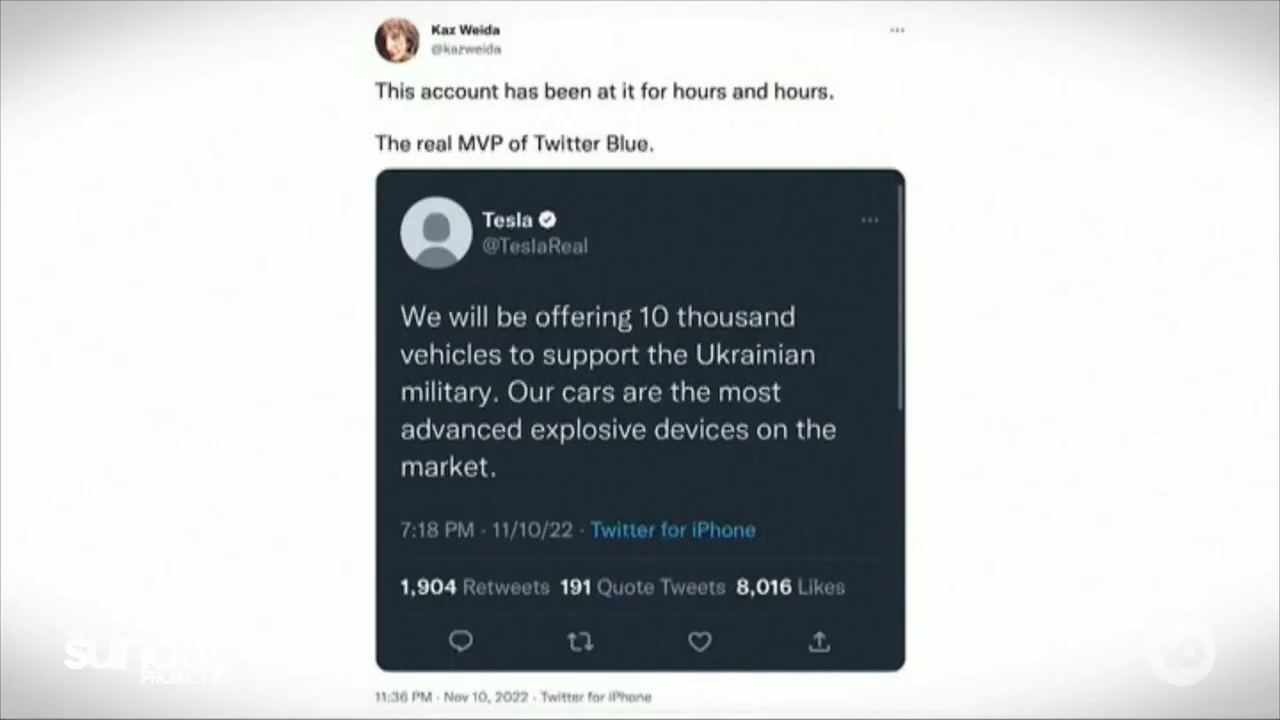 Kaz Weida
@kazweida
This account has been at it for hours and hours.
The real MVP of Twitter Blue.
Tesla
@TeslaReal
We will be offering 10 thousand
vehicles to support the Ukrainian
military. Our cars are the most
advanced explosive devices on the
market.
7:18 PM · 11/10/22 · Twitter for iPhone
1,904 Retweets 191 Quote Tweets 8,016 Likes
11:36 PM · Nov 10, 2022 · Twitter for iPhone
sunday
PROJECT
10